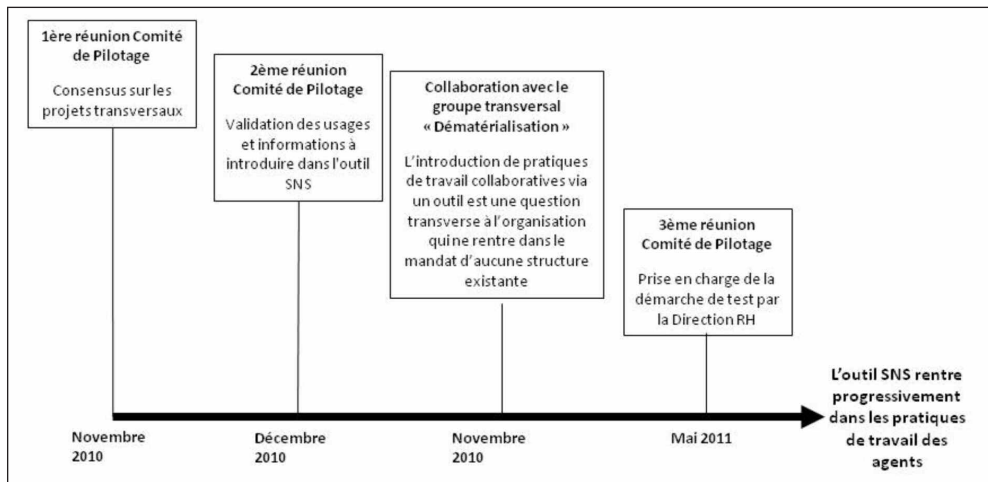 1ère réunion Comité
de Pilotage
Consensus sur les
projets transversaux
2ème réunion
Comité de Pilotage
Validation des usages
et informations à
introduire dans l'outil
SNS
Collaboration avec le
groupe transversal
« Dématérialisation »
L'introduction de pratiques
de travail collaboratives via
un outil est une question
transverse à l'organisation
qui ne rentre dans le
mandat d'aucune structure
existante
3ème réunion
Comité de Pilotage
Prise en charge de la
démarche de test par
la Direction RH
L'outil SNS rentre
progressivement
dans les pratiques
de travail des
agents
Novembre
2010
Décembre
2010
Novembre
2010
Mai 2011